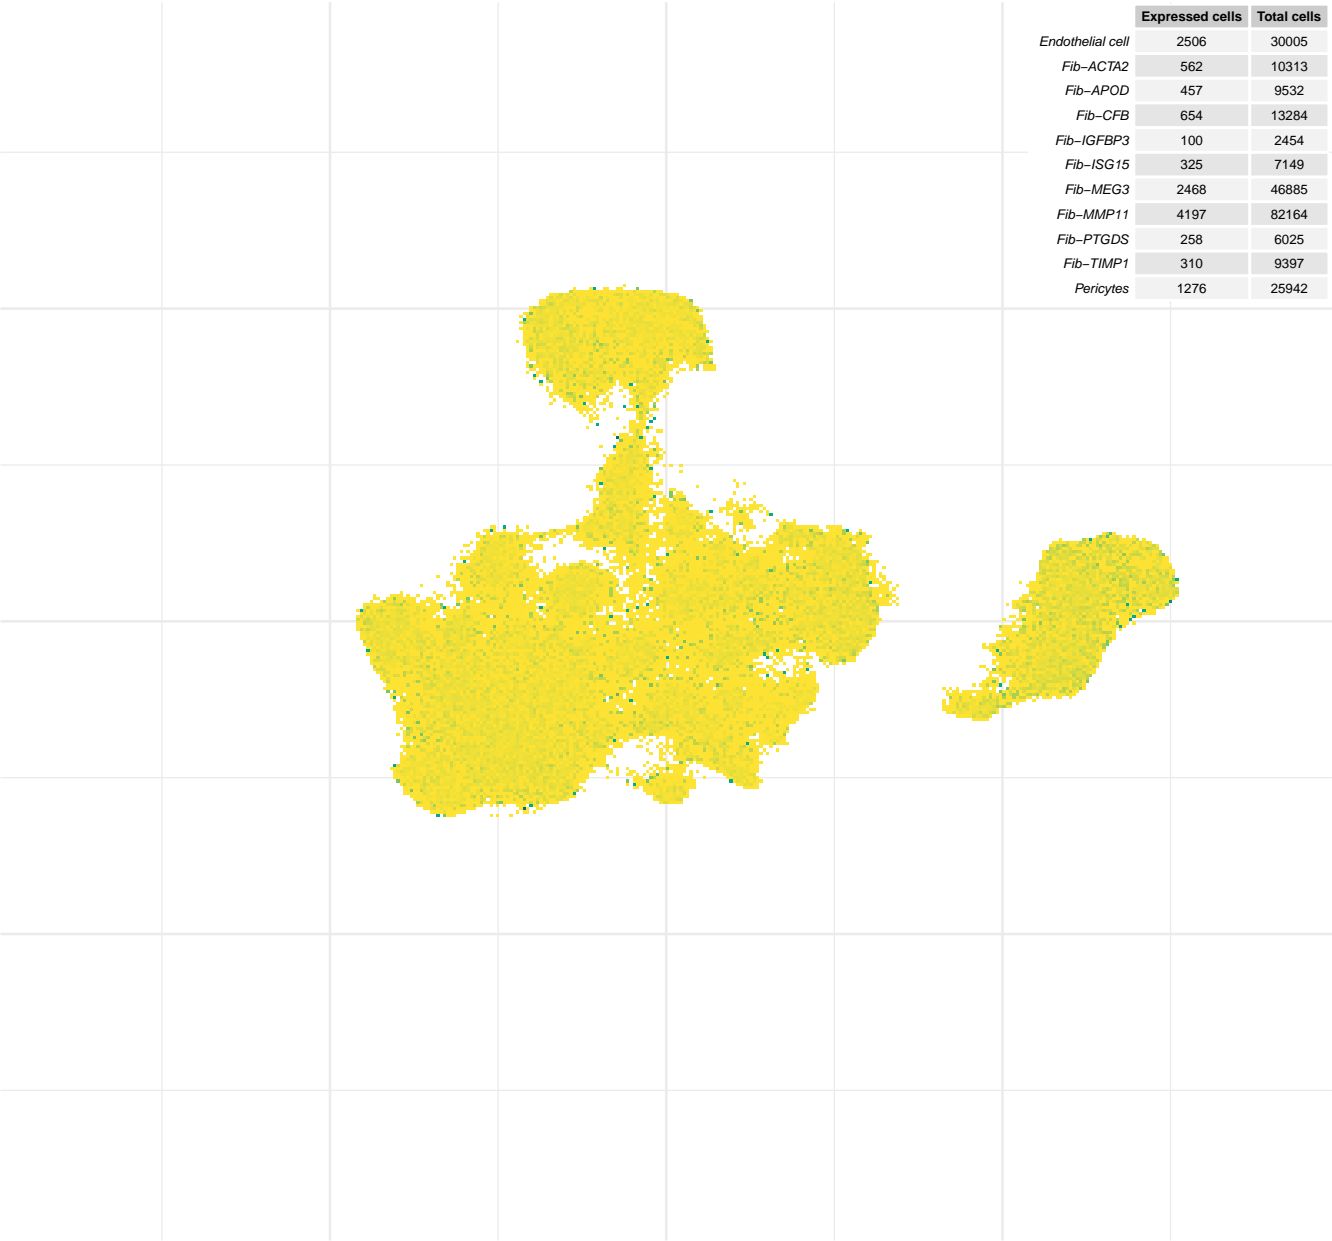 Expressed cells Total cells
Endothelial cell 2506 30005
Fib−ACTA2 562 10313
Fib−APOD 457 9532
Fib−CFB 654 13284
Fib−IGFBP3 100 2454
Fib−ISG15 325 7149
Fib−MEG3 2468 46885
Fib−MMP11 4197 82164
Fib−PTGDS 258 6025
Fib−TIMP1 310 9397
Pericytes 1276 25942